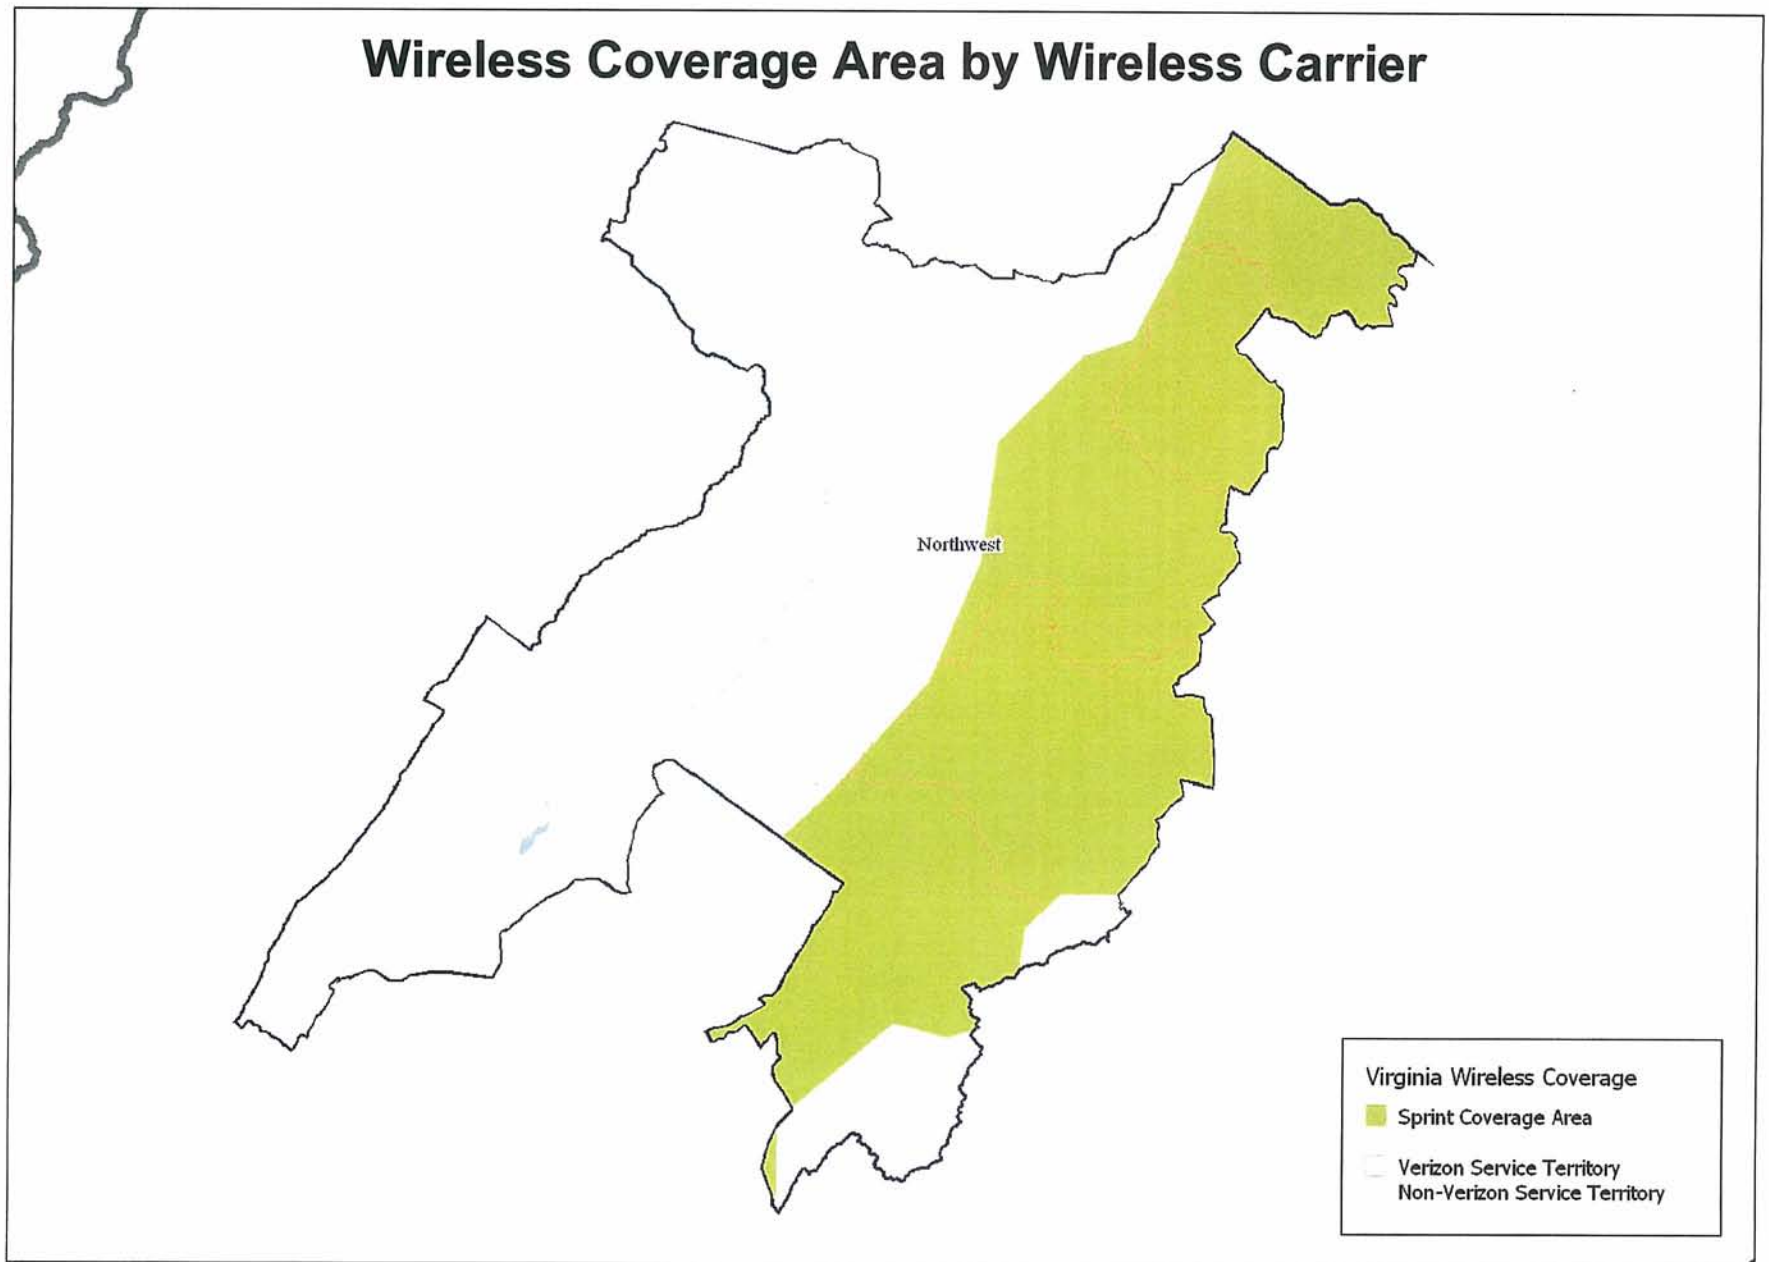 Wireless Coverage Area by Wireless Carrier
Northwest
Virginia Wireless Coverage
Sprint Coverage Area
Verizon Service Territory
Non-Verizon Service Territory